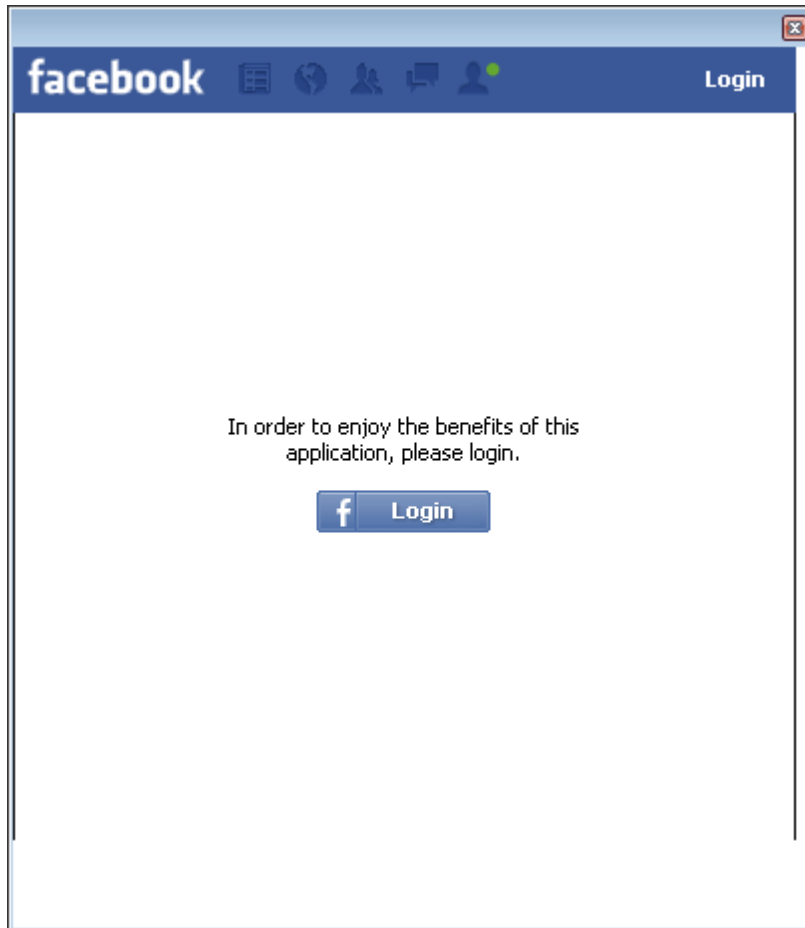 facebook
Login
In order to enjoy the benefits of this
application, please login.
f Login